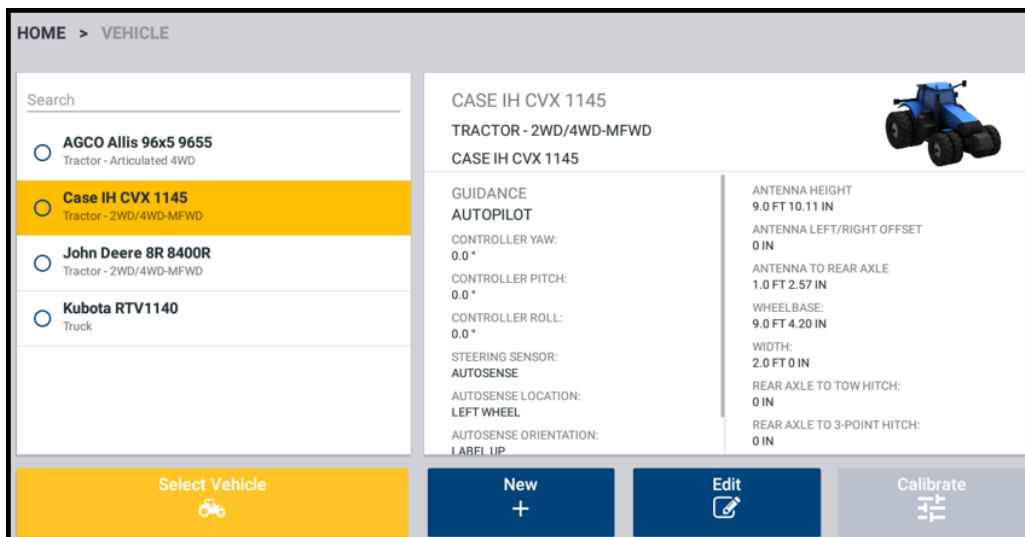 HOME > VEHICLE
Search
AGCO Allis 96x5 9655
Tractor - Articulated 4WD
Case IH CVX 1145
Tractor - 2WD/4WD-MFWD
John Deere 8R 8400R
Tractor - 2WD/4WD-MFWD
Kubota RTV1140
Truck
CASE IH CVX 1145
TRACTOR - 2WD/4WD-MFWD
CASE IH CVX 1145
GUIDANCE
AUTOPILOT
CONTROLLER YAW:
0.0 °
CONTROLLER PITCH:
0.0 °
CONTROLLER ROLL:
0.0 °
STEERING SENSOR:
AUTOSENSE
AUTOSENSE LOCATION:
LEFT WHEEL
AUTOSENSE ORIENTATION:
LABEL UP
ANTENNA HEIGHT
9.0 FT 10.11 IN
ANTENNA LEFT/RIGHT OFFSET
0 IN
ANTENNA TO REAR AXLE
1.0 FT 2.57 IN
WHEELBASE:
9.0 FT 4.20 IN
WIDTH:
2.0 FT 0 IN
REAR AXLE TO TOW HITCH:
0 IN
REAR AXLE TO 3-POINT HITCH:
0 IN
Select Vehicle
New
Edit
Calibrate